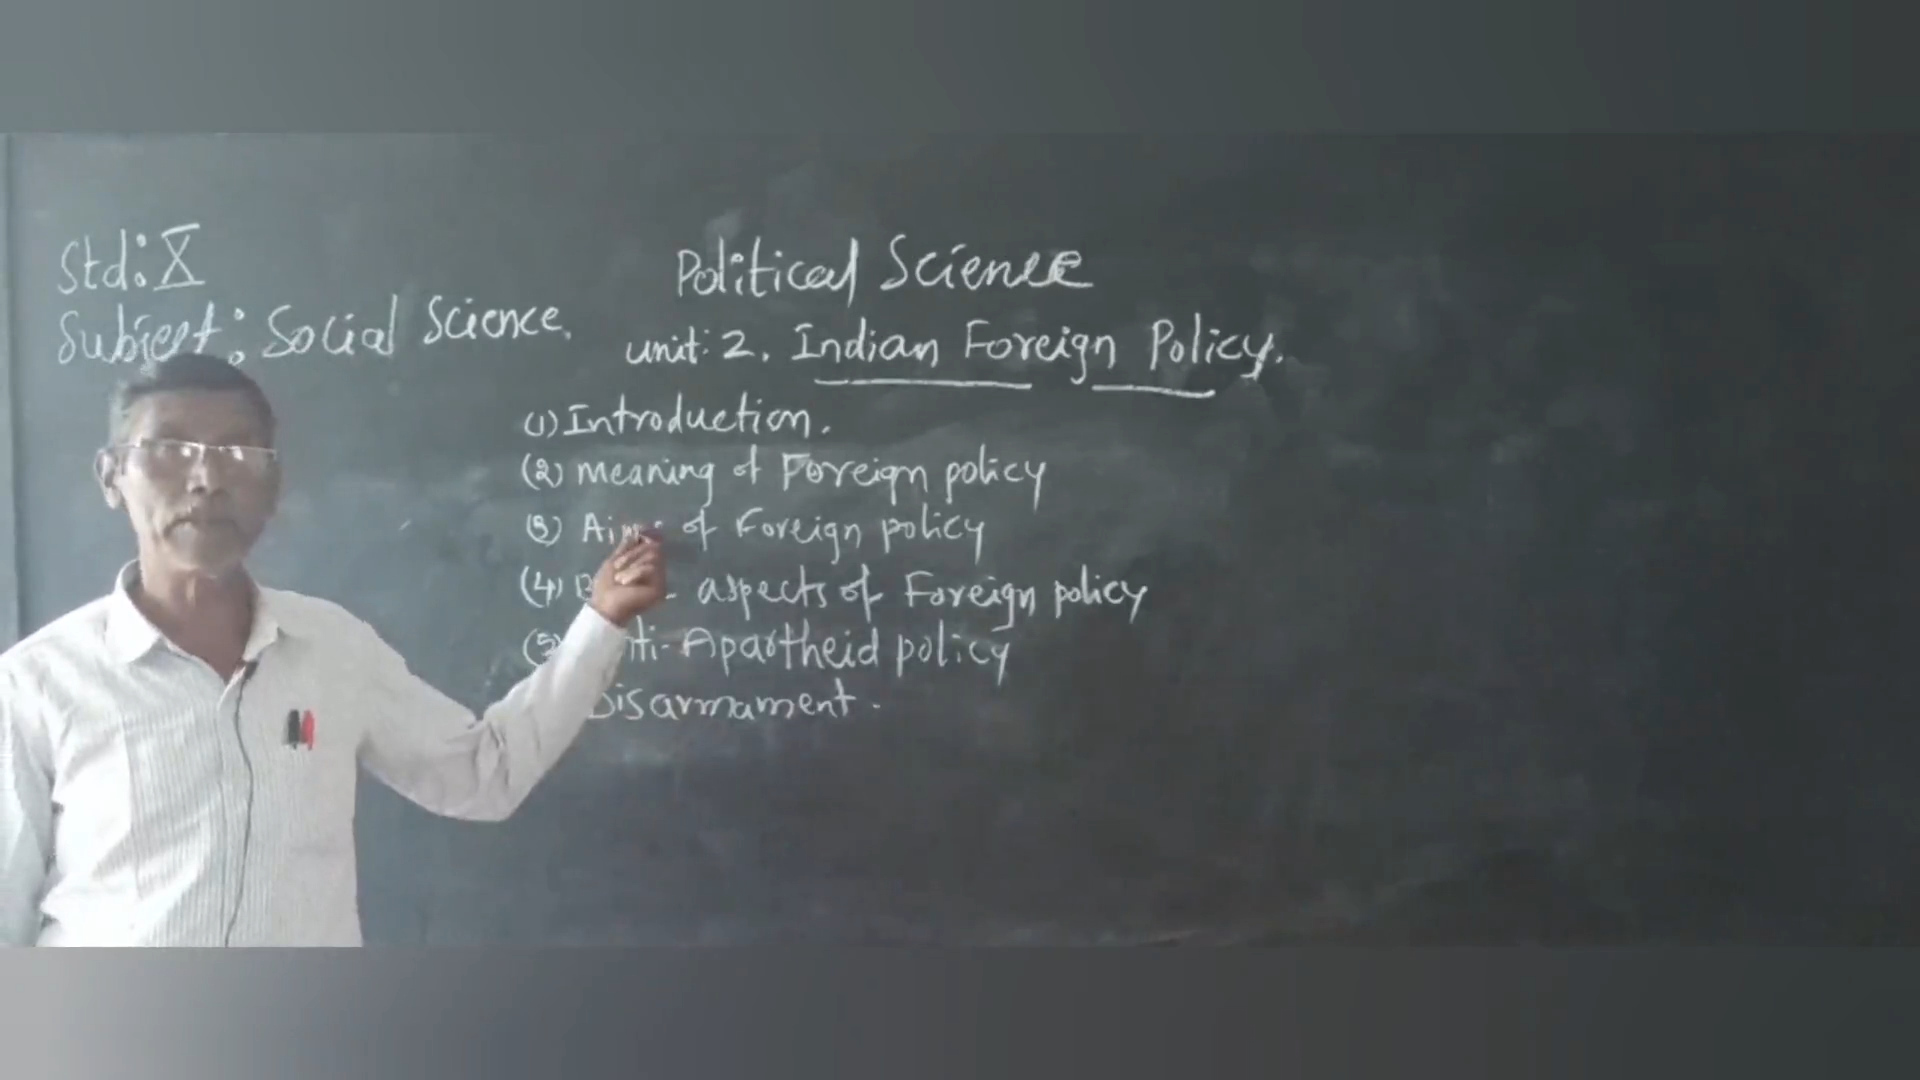 Std: X
Subject: Social Science.
Political Science
unit: 2. Indian Foreign Policy.
(1) Introduction.
(2) Meaning of Foreign policy
(3) of Foreign policy
(4) aspects of Foreign policy
-Apartheid policy
Disarmament.